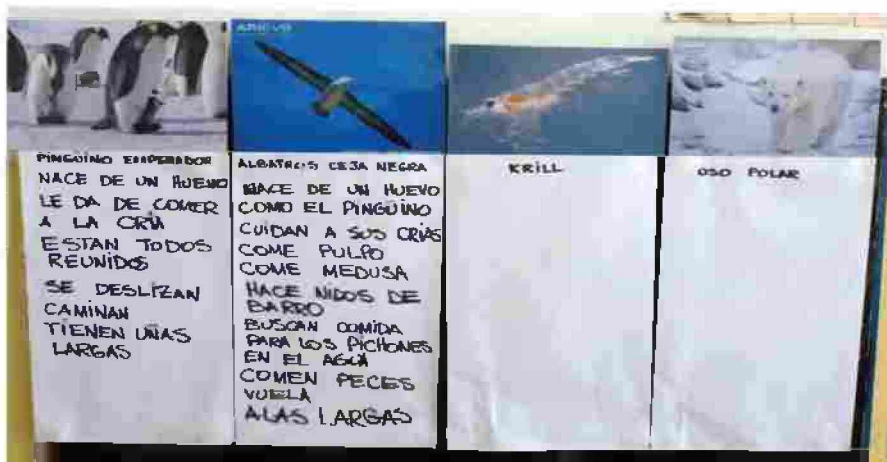 PINGÜINO EMPERADOR
NACE DE UN HUEVO
LE DA DE COMER
A LA CRIA
ESTAN TODOS
REUNIDOS
SE DESLIZAN
CAMINAN
TIENEN UÑAS
LARGAS
ALBATROS CEJA NEGRA
NACE DE UN HUEVO
COMO EL PINGÜINO
CUIDAN A SUS CRIAS
COME PULPO
COME MEDUSA
HACE NIDOS DE
BARRO
BUSCAN COMIDA
PARA LOS PICHONES
EN EL AGUA
COMEN PECES
VUELA
ALAS LARGAS
KRILL
OSO POLAR